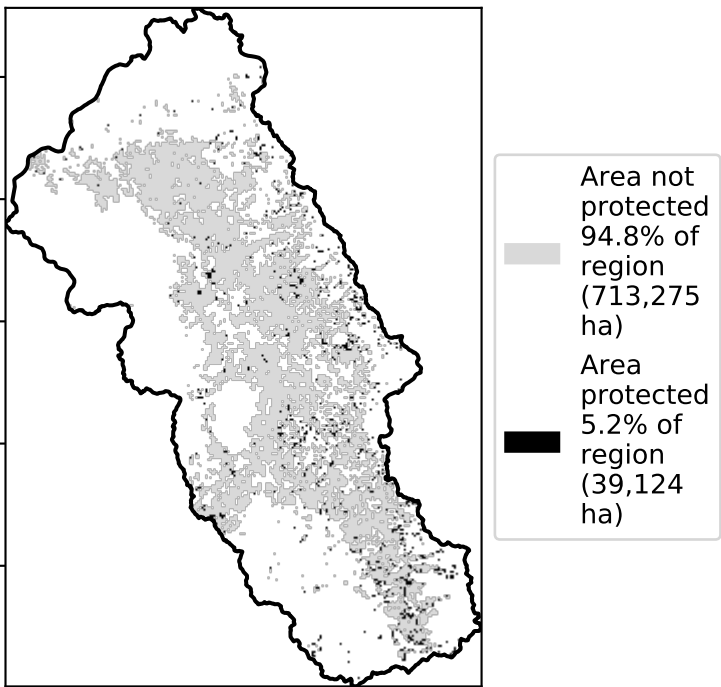 Area not
protected
94.8% of
region
(713,275
ha)
Area
protected
5.2% of
region
(39,124
ha)